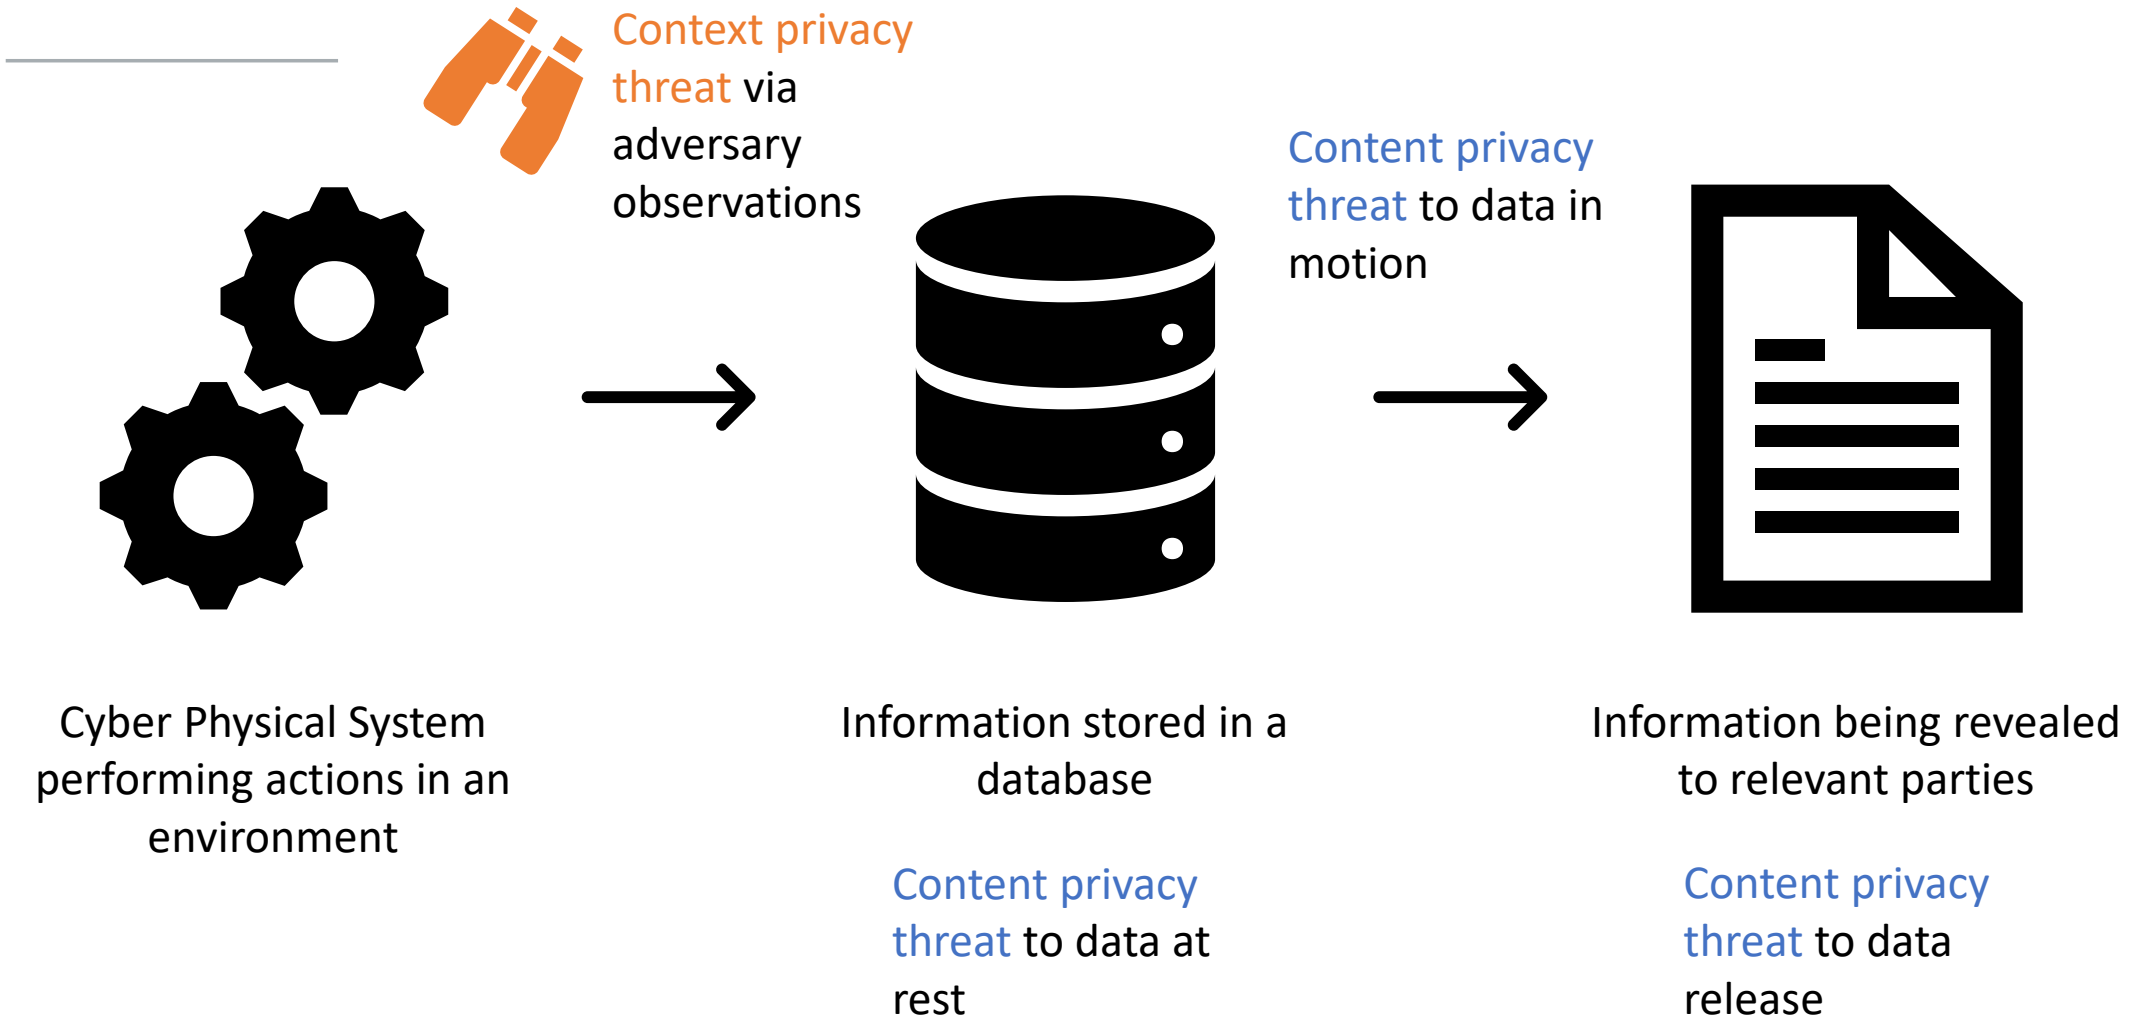 Context privacy
threat via
adversary
observations
Content privacy
threat to data in
motion
Cyber Physical System
performing actions in an
environment
Information stored in a
database
Content privacy
threat to data at
rest
Information being revealed
to relevant parties
Content privacy
threat to data
release